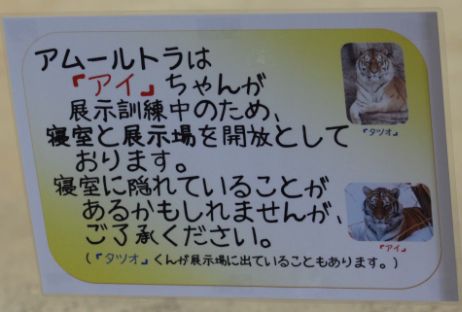 アムールトラは
『アイ』ちゃんが
展示訓練中のため、
寝室と展示場を開放として
おります。
寝室に隠れていることが
あるかもしれませんが、
ご了承ください。
(『タツオ』くんが展示場に出ていることもあります。)
『タツオ』
『アイ』